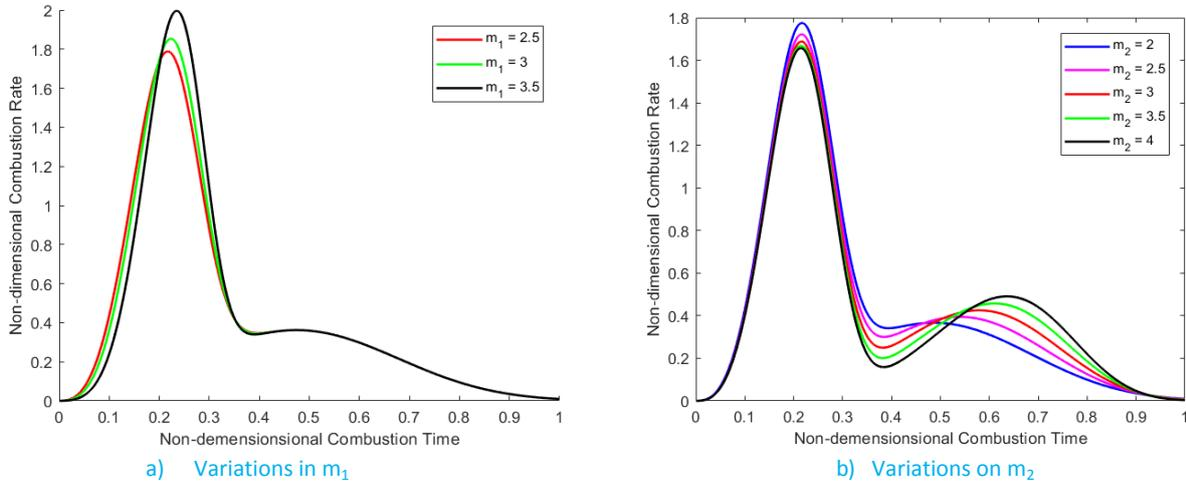 2
1.8
1.6
1.4
1.2
1
0.8
0.6
0.4
0.2
0
Non-dimensional Combustion Rate
0 0.1 0.2 0.3 0.4 0.5 0.6 0.7 0.8 0.9 1
Non-demensionsional Combustion Time
m1 = 2.5
m1 = 3
m1 = 3.5
a) Variations in m1
1.8
1.6
1.4
1.2
1
0.8
0.6
0.4
0.2
0
Non-dimensional Combustion Rate
0 0.1 0.2 0.3 0.4 0.5 0.6 0.7 0.8 0.9 1
Non-demensionsional Combustion Time
m2 = 2
m2 = 2.5
m2 = 3
m2 = 3.5
m2 = 4
b) Variations on m2